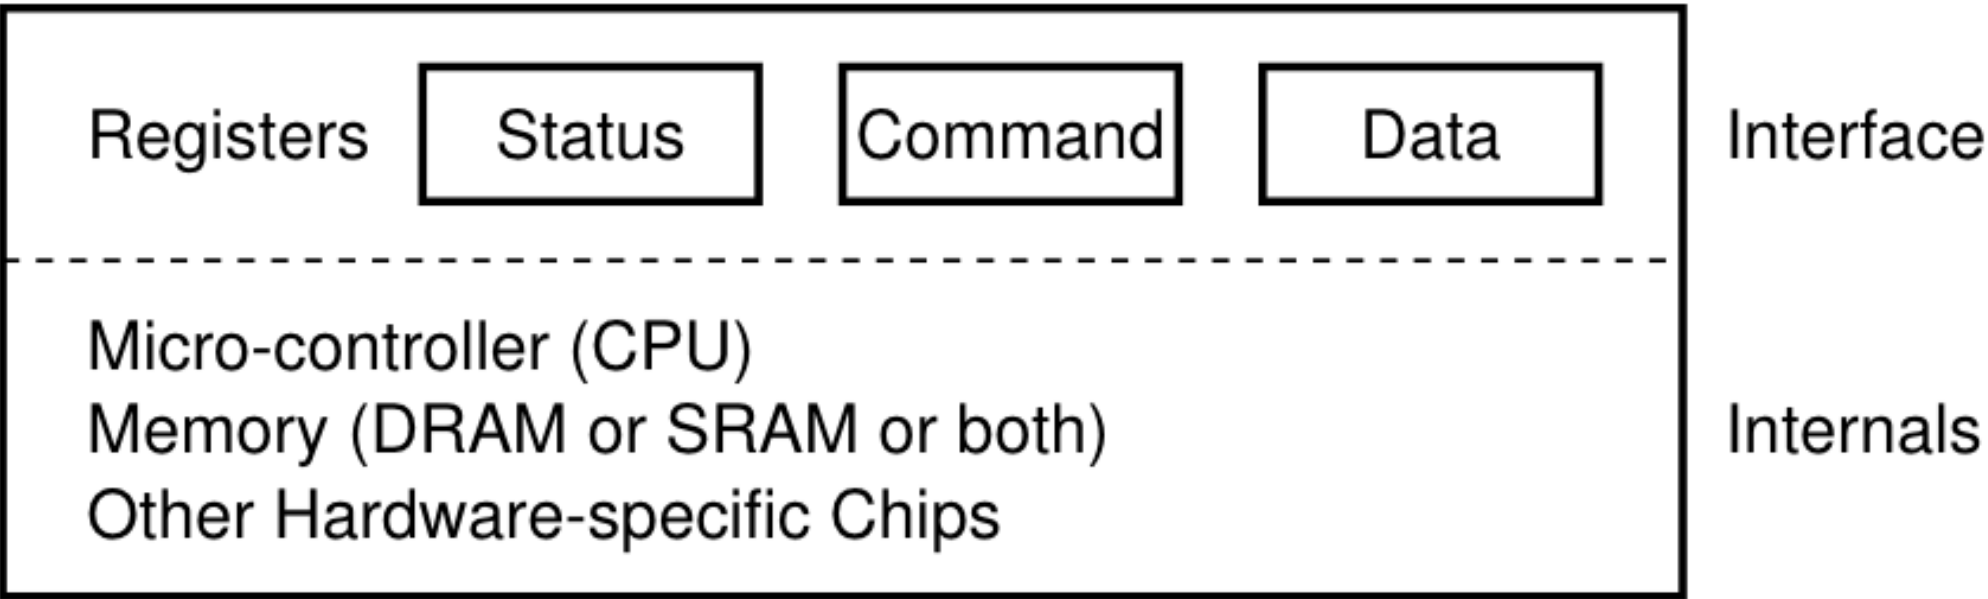 Registers Status Command Data Interface
Micro-controller (CPU)
Memory (DRAM or SRAM or both) Internals
Other Hardware-specific Chips